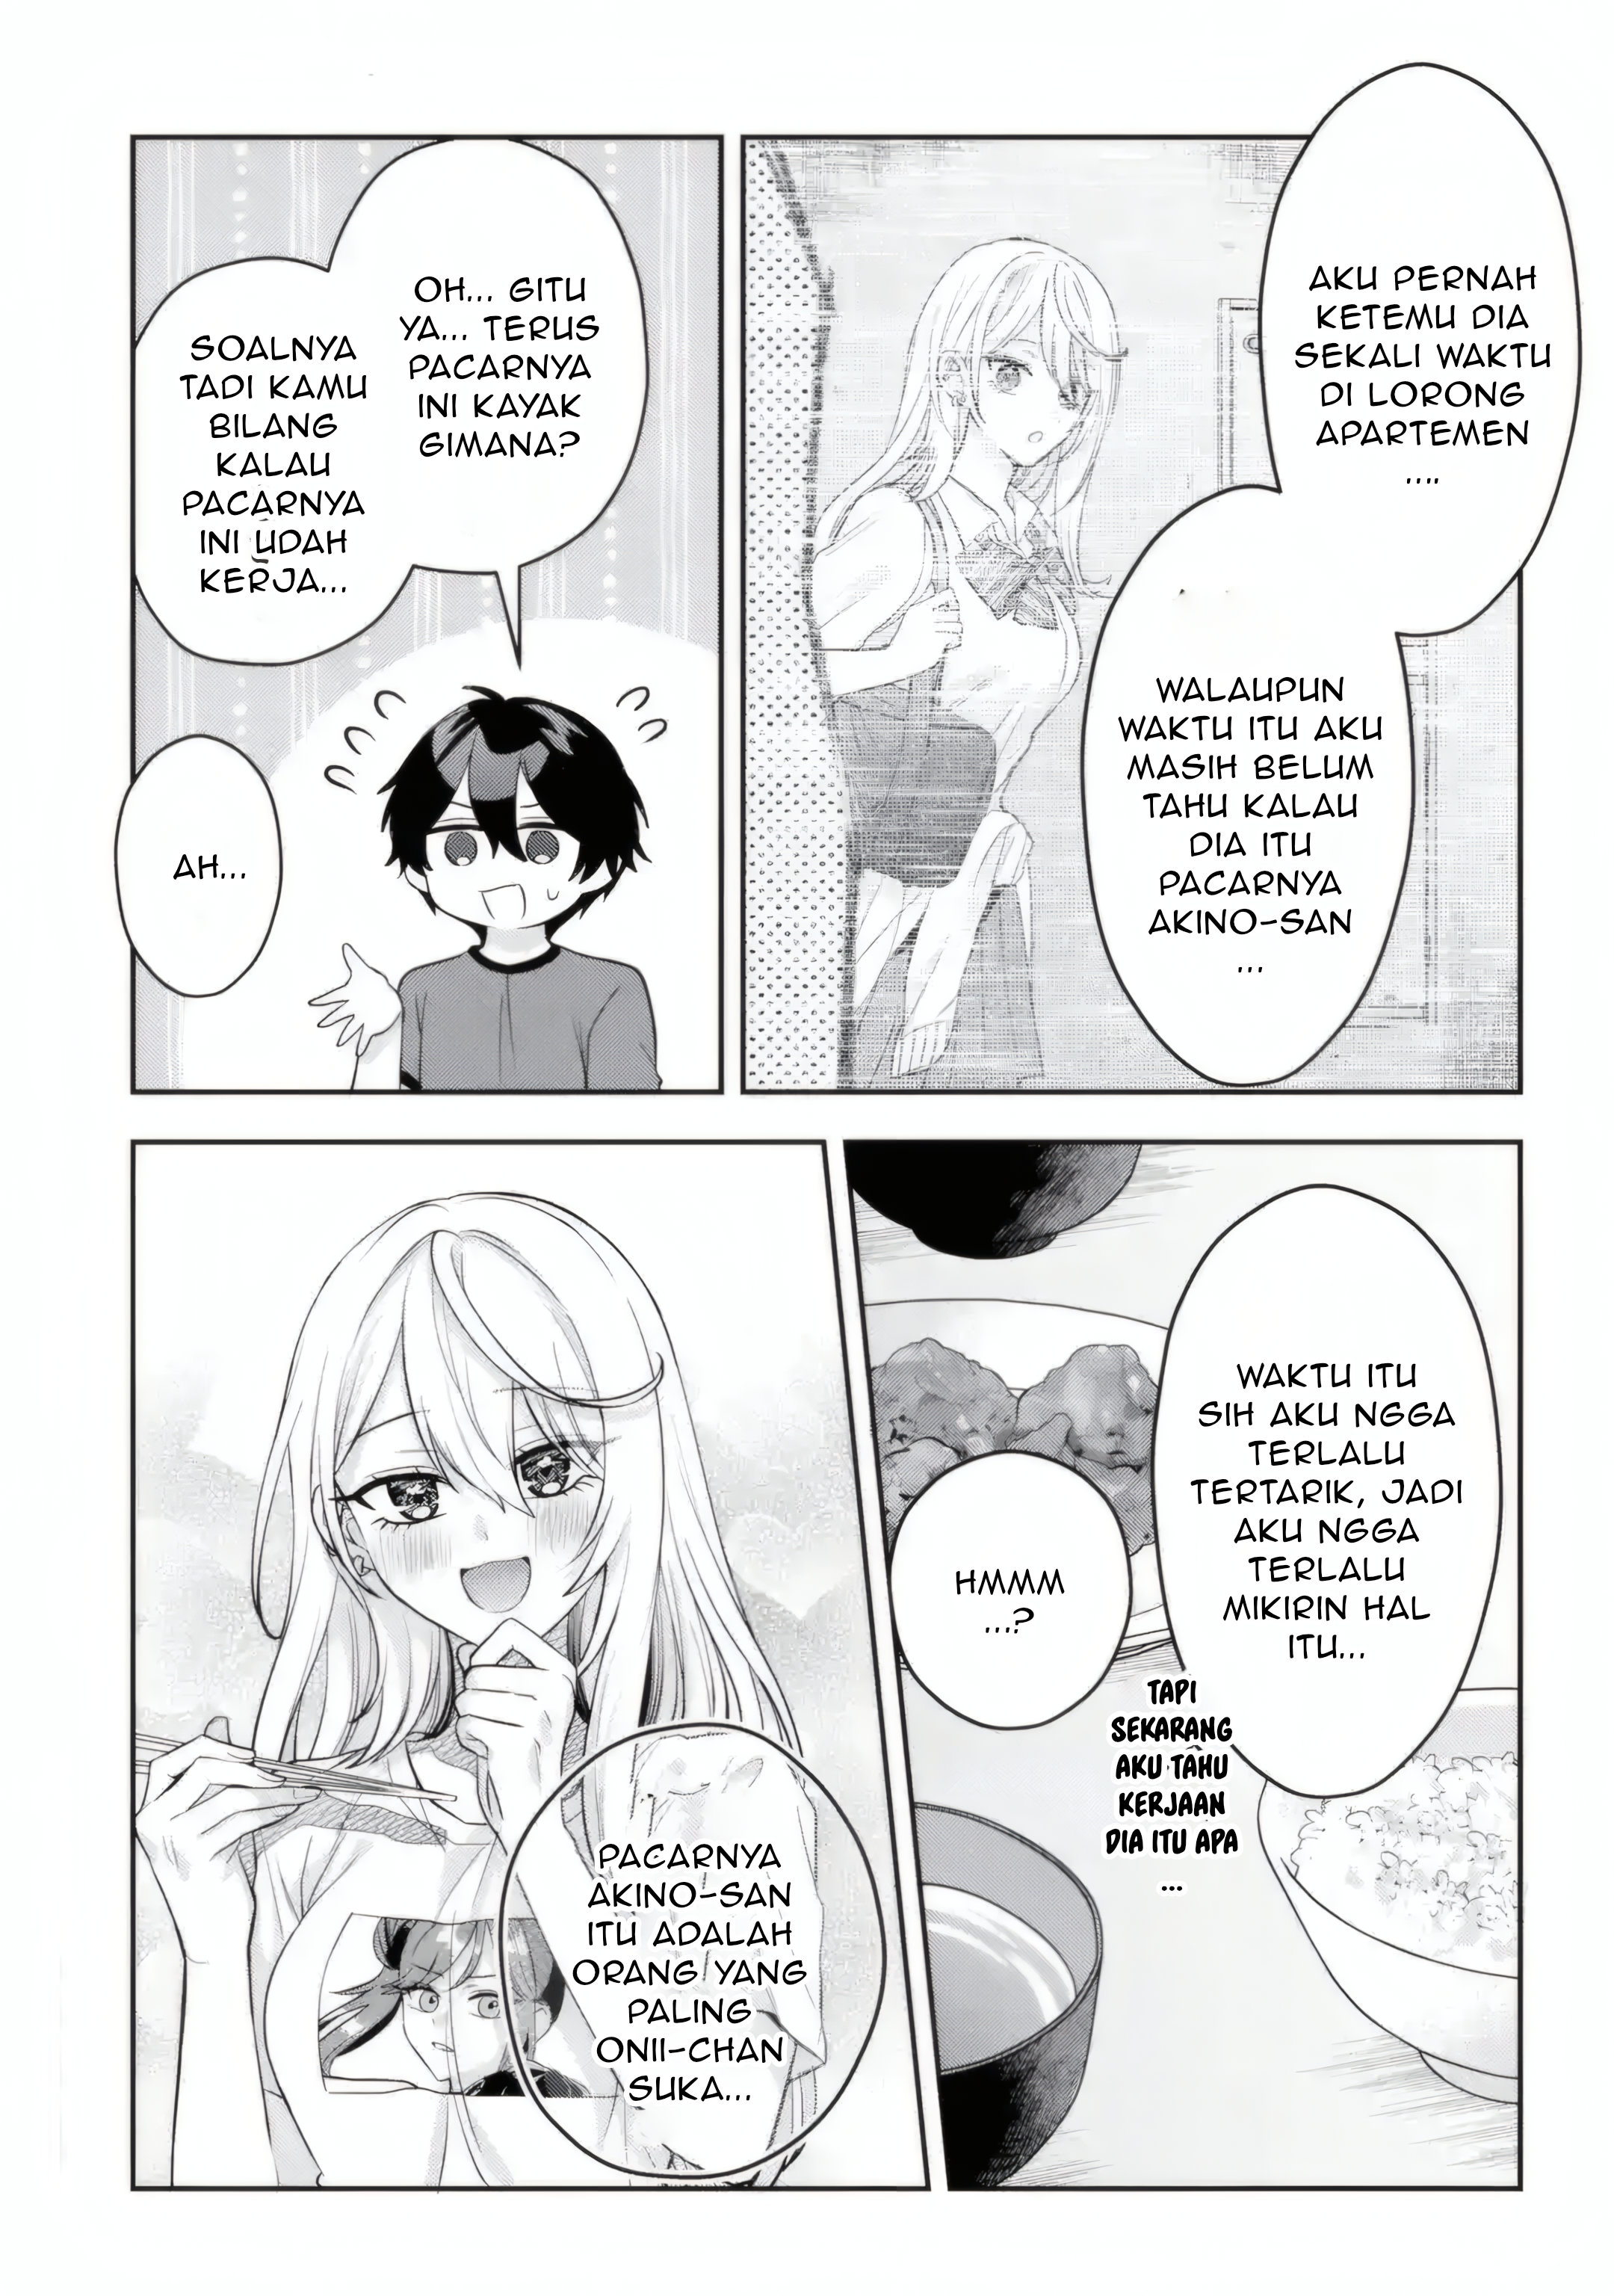 AKU PERNAH
KETEMU DIA
SEKALI WAKTU
DI LORONG
APARTEMEN
....
WALAUPUN
WAKTU ITU AKU
MASIH BELUM
TAHU KALAU
DIA ITU
PACARNYA
AKINO-SAN
...
OH... GITU
YA... TERUS
PACARNYA
INI KAYAK
GIMANA?
SOALNYA
TADI KAMU
BILANG
KALAU
PACARNYA
INI UDAH
KERJA...
AH...
WAKTU ITU
SIH AKU NGGA
TERLALU
TERTARIK, JADI
AKU NGGA
TERLALU
MIKIRIN HAL
ITU...
HMMM
...?
TAPI
SEKARANG
AKU TAHU
KERJAAN
DIA ITU APA
...
PACARNYA
AKINO-SAN
ITU ADALAH
ORANG YANG
PALING
ONII-CHAN
SUKA...